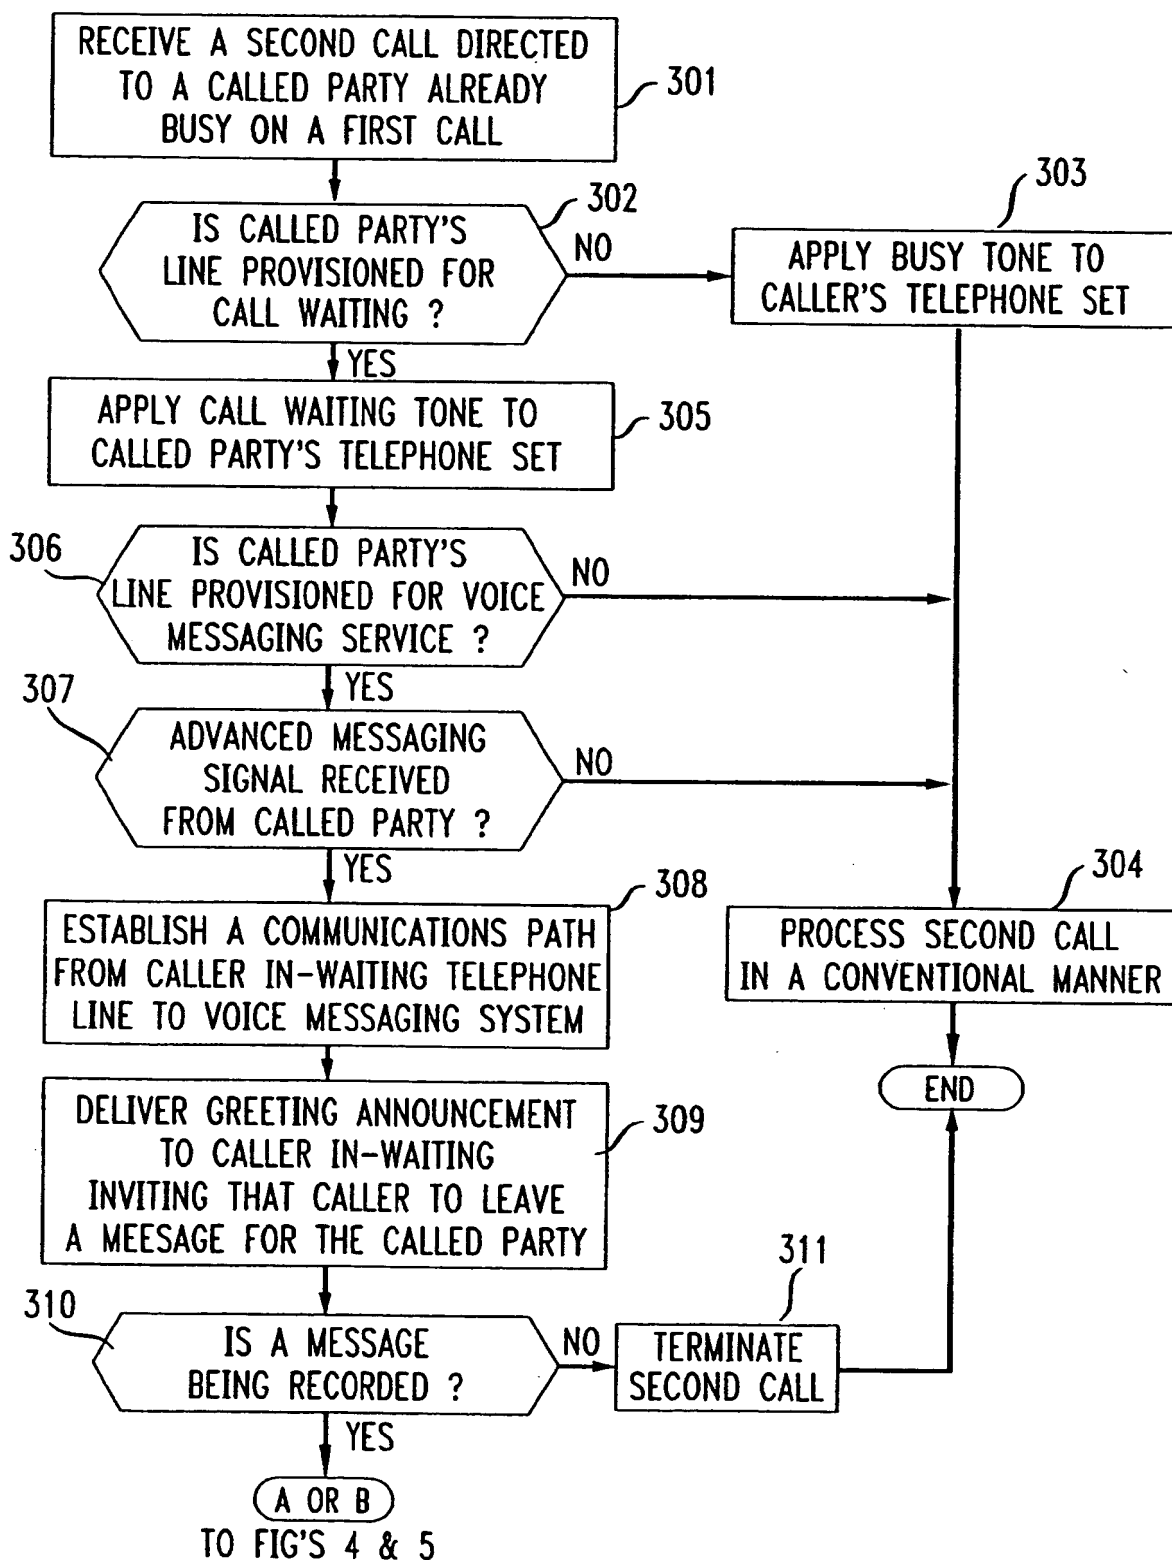 RECEIVE A SECOND CALL DIRECTED
TO A CALLED PARTY ALREADY
BUSY ON A FIRST CALL
301
302
IS CALLED PARTY'S
LINE PROVISIONED FOR
CALL WAITING ?
NO
303
APPLY BUSY TONE TO
CALLER'S TELEPHONE SET
YES
APPLY CALL WAITING TONE TO
CALLED PARTY'S TELEPHONE SET
305
306
IS CALLED PARTY'S
LINE PROVISIONED FOR VOICE
MESSAGING SERVICE ?
NO
YES
307
ADVANCED MESSAGING
SIGNAL RECEIVED
FROM CALLED PARTY ?
NO
YES
308
ESTABLISH A COMMUNICATIONS PATH
FROM CALLER IN-WAITING TELEPHONE
LINE TO VOICE MESSAGING SYSTEM
304
PROCESS SECOND CALL
IN A CONVENTIONAL MANNER
END
DELIVER GREETING ANNOUNCEMENT
TO CALLER IN-WAITING
INVITING THAT CALLER TO LEAVE
A MEESAGE FOR THE CALLED PARTY
309
310
IS A MESSAGE
BEING RECORDED ?
NO
311
TERMINATE
SECOND CALL
YES
A OR B
TO FIG'S 4 & 5